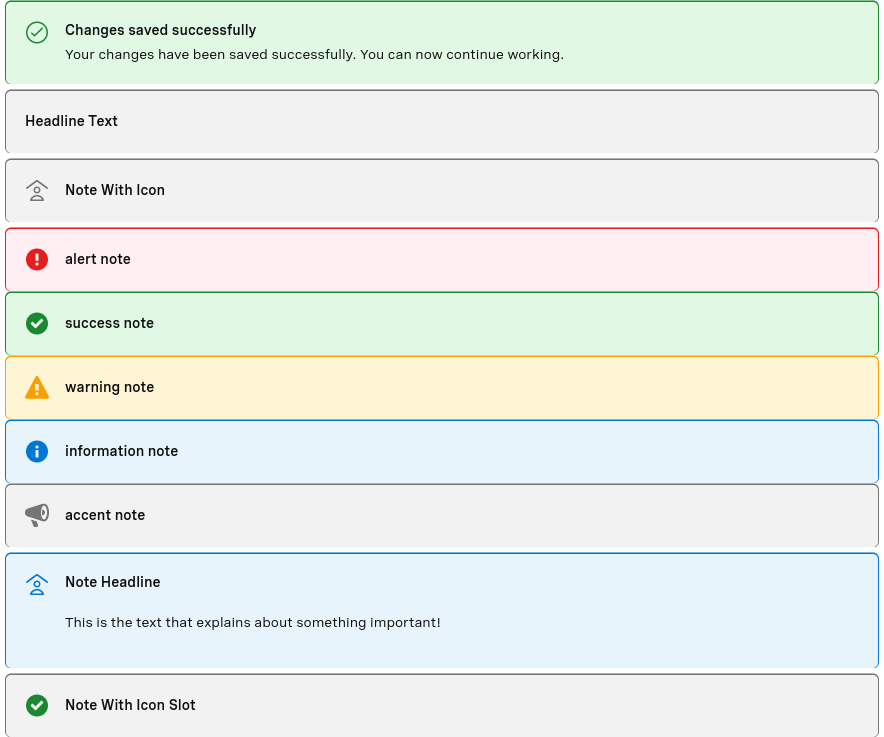 Changes saved successfully
Your changes have been saved successfully. You can now continue working.
Headline Text
Note With Icon
alert note
success note
warning note
information note
accent note
Note Headline
This is the text that explains about something important!
Note With Icon Slot